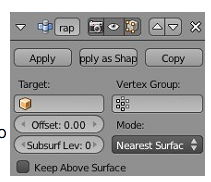 rap
Apply pply as Shap Copy
Target: Vertex Group:
Offset: 0.00 Mode:
Subsurf Lev: 0 Nearest Surfac
Keep Above Surface
o